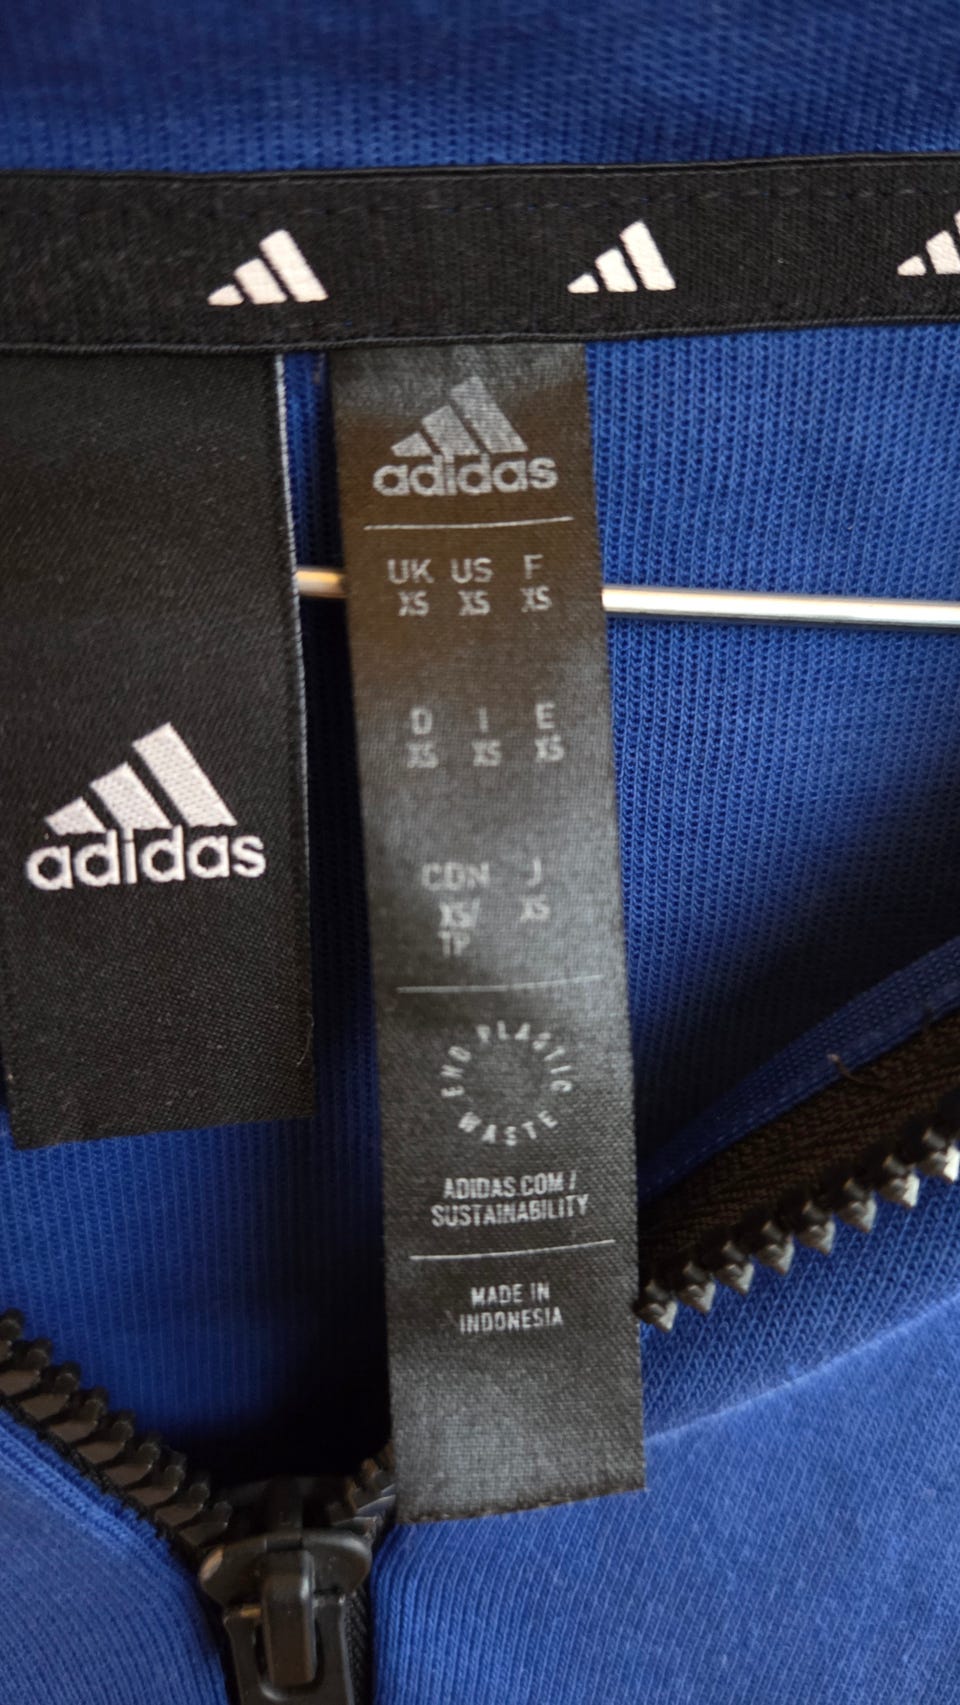 adidas
adidas
UK US F
XS XS XS
D I E
XS XS XS
CDN J
XS/ XS
TP
END PLASTIC WASTE
ADIDAS.COM/
SUSTAINABILITY
MADE IN
INDONESIA